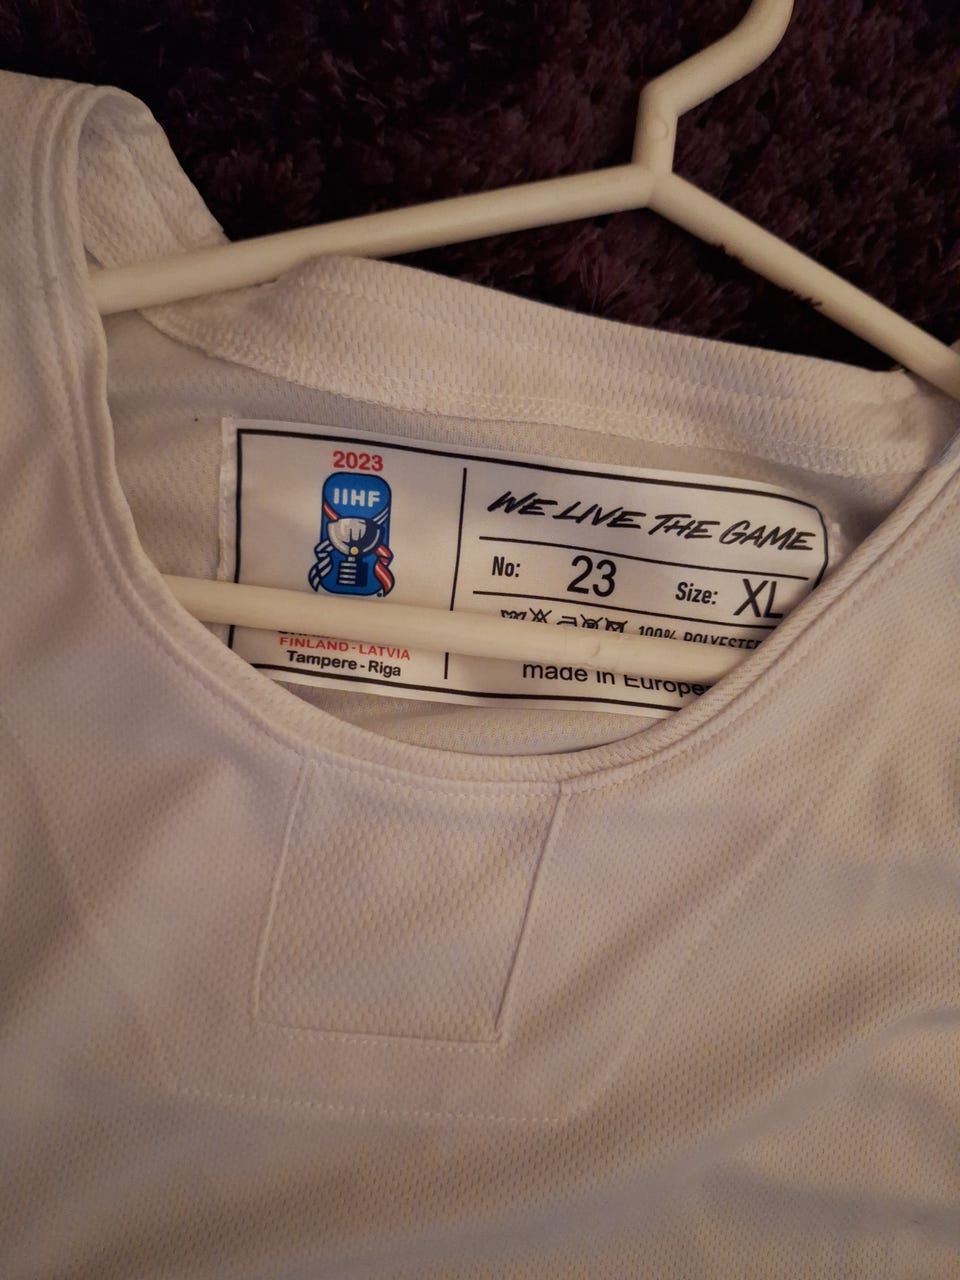 2023
IIHF
FINLAND - LATVIA
Tampere - Riga
WE LIVE THE GAME
No: 23 Size: XL
100% POLYESTER
made in Europe